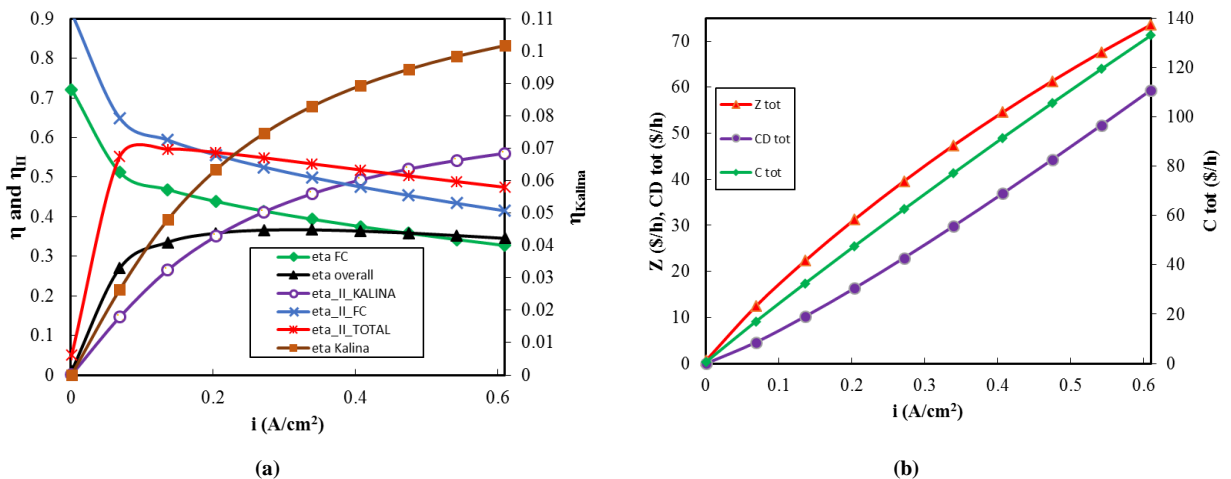 0.9
0.8
0.7
0.6
0.5
0.4
0.3
0.2
0.1
0
η and ηII
0.11
0.1
0.09
0.08
0.07
0.06
0.05
0.04
0.03
0.02
0.01
0
ηKalina
eta FC
eta overall
eta_II_KALINA
eta_II_FC
eta_II_TOTAL
eta Kalina
0 0.2 0.4 0.6
i (A/cm2)
(a)
70
60
50
40
30
20
10
0
Z ($/h), CD tot ($/h)
140
120
100
80
60
40
20
0
C tot ($/h)
Z tot
CD tot
C tot
0 0.1 0.2 0.3 0.4 0.5 0.6
i (A/cm2)
(b)